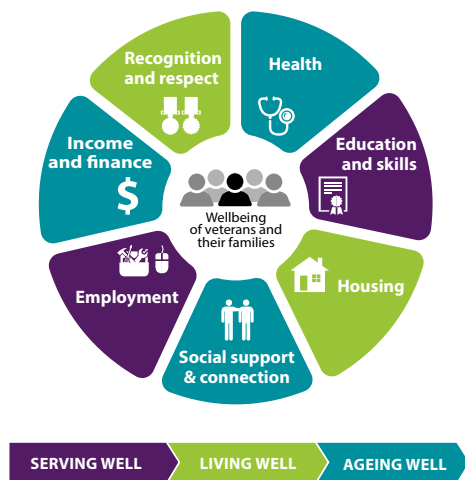 Recognition
and respect
Health
Income
and finance
$
Education
and skills
Wellbeing
of veterans and
their families
Employment
Housing
Social support
& connection
SERVING WELL
LIVING WELL
AGEING WELL